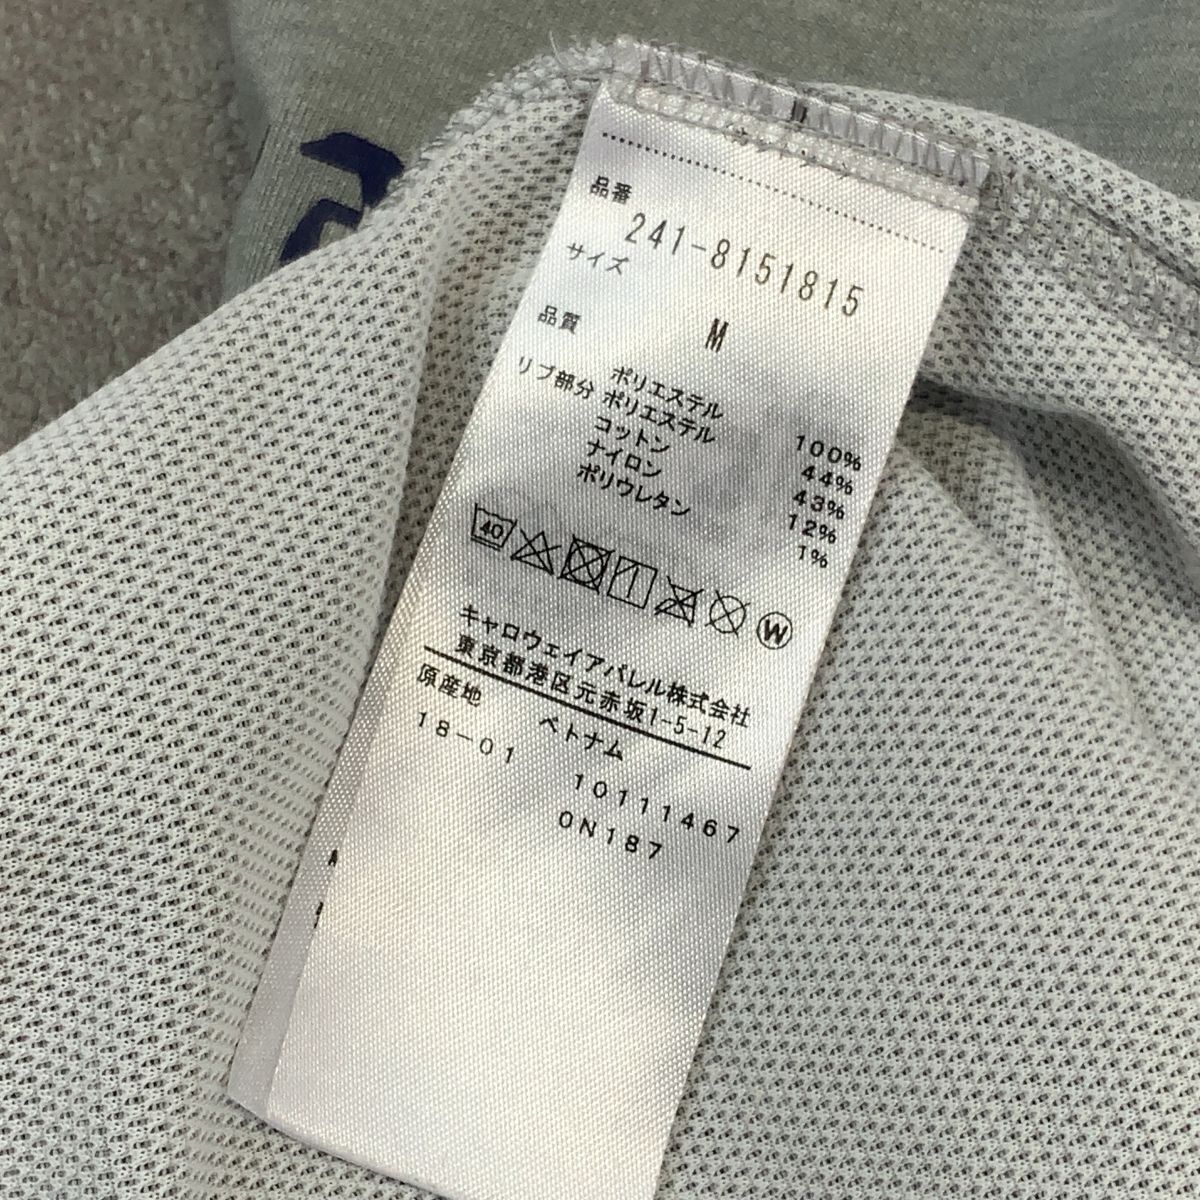 品番
241-8151815
サイズ
M
品質
ポリエステル 100%
リブ部分 ポリエステル 44%
コットン 43%
ナイロン 12%
ポリウレタン 1%
40 W
キャロウェイアパレル株式会社
東京都港区元赤坂1-5-12
原産地 ベトナム
18-01 10111467
0N187